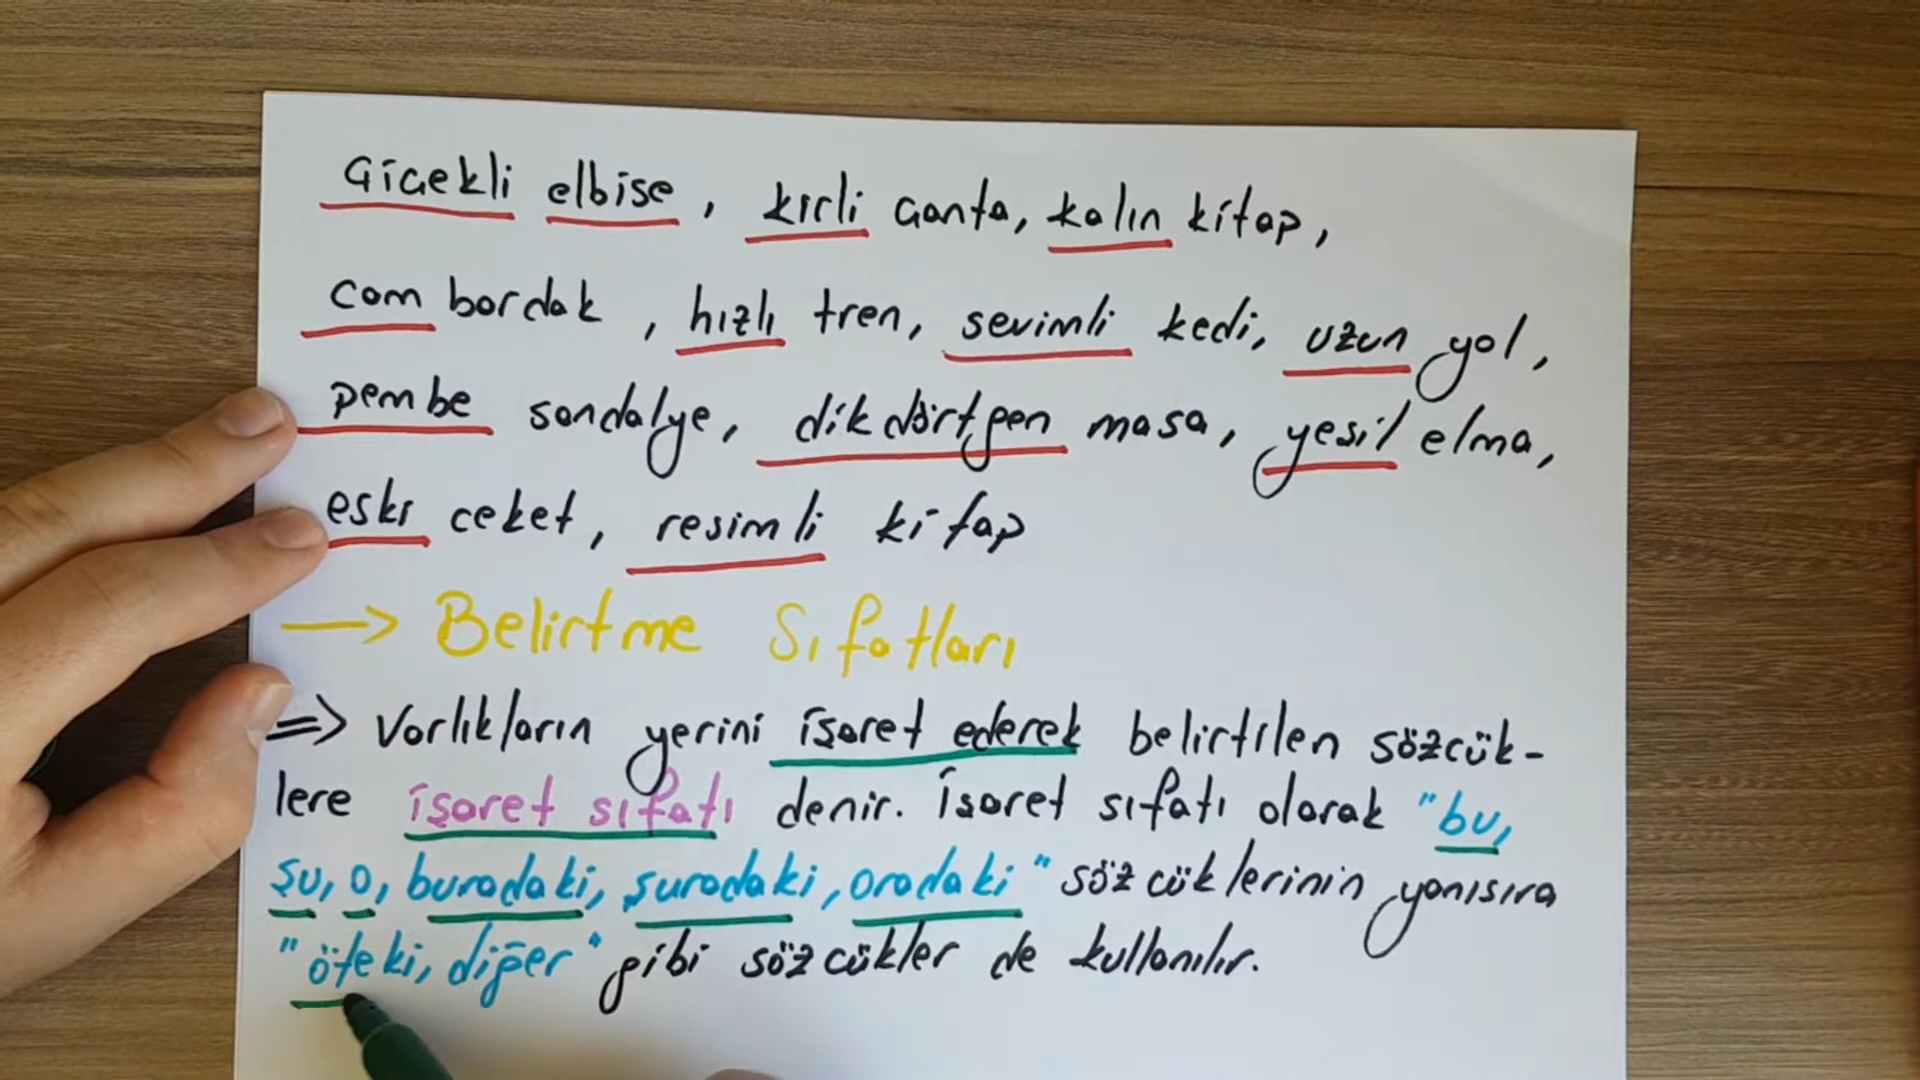 Çiçekli elbise, kirli çanta, kalın kitap,
cam bardak, hızlı tren, sevimli kedi, uzun yol,
pembe sandalye, dikdörtgen masa, yeşil elma,
eski ceket, resimli kitap
→ Belirtme Sıfatları
⇒ Varlıkların yerini işaret ederek belirtilen sözcük-
lere işaret sıfatı denir. İşaret sıfatı olarak "bu,
şu, o, buradaki, şuradaki, oradaki" sözcüklerinin yanısıra
"öteki, diğer" gibi sözcükler de kullanılır.